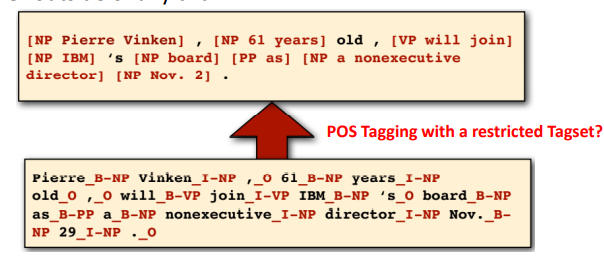 [NP Pierre Vinken] , [NP 61 years] old , [VP will join]
[NP IBM] ‘s [NP board] [PP as] [NP a nonexecutive
director] [NP Nov. 2] .
POS Tagging with a restricted Tagset?
Pierre_B-NP Vinken_I-NP ,_O 61_B-NP years_I-NP
old_O ,_O will_B-VP join_I-VP IBM_B-NP ‘s_O board_B-NP
as_B-PP a_B-NP nonexecutive_I-NP director_I-NP Nov._B-
NP 29_I-NP ._O